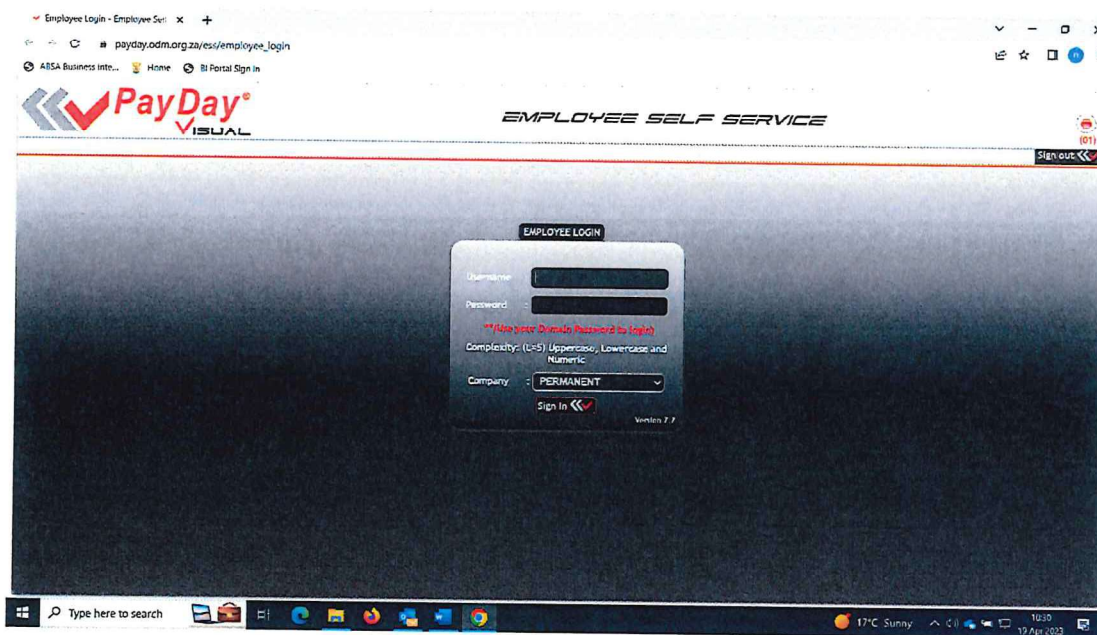 Employee Login - Employee Sel
payday.odm.org.za/ess/employee_login
ABSA Business Inte... Home BI Portal Sign In
PayDay®
VISUAL
EMPLOYEE SELF SERVICE
(01)
Sign out
EMPLOYEE LOGIN
Username
Password :
**(Use your Domain Password to login)
Complexity: (L=5) Uppercase, Lowercase and
Numeric
Company : PERMANENT
Sign In
Version 7.7
Type here to search
17°C Sunny
10:30
19 Apr 2023